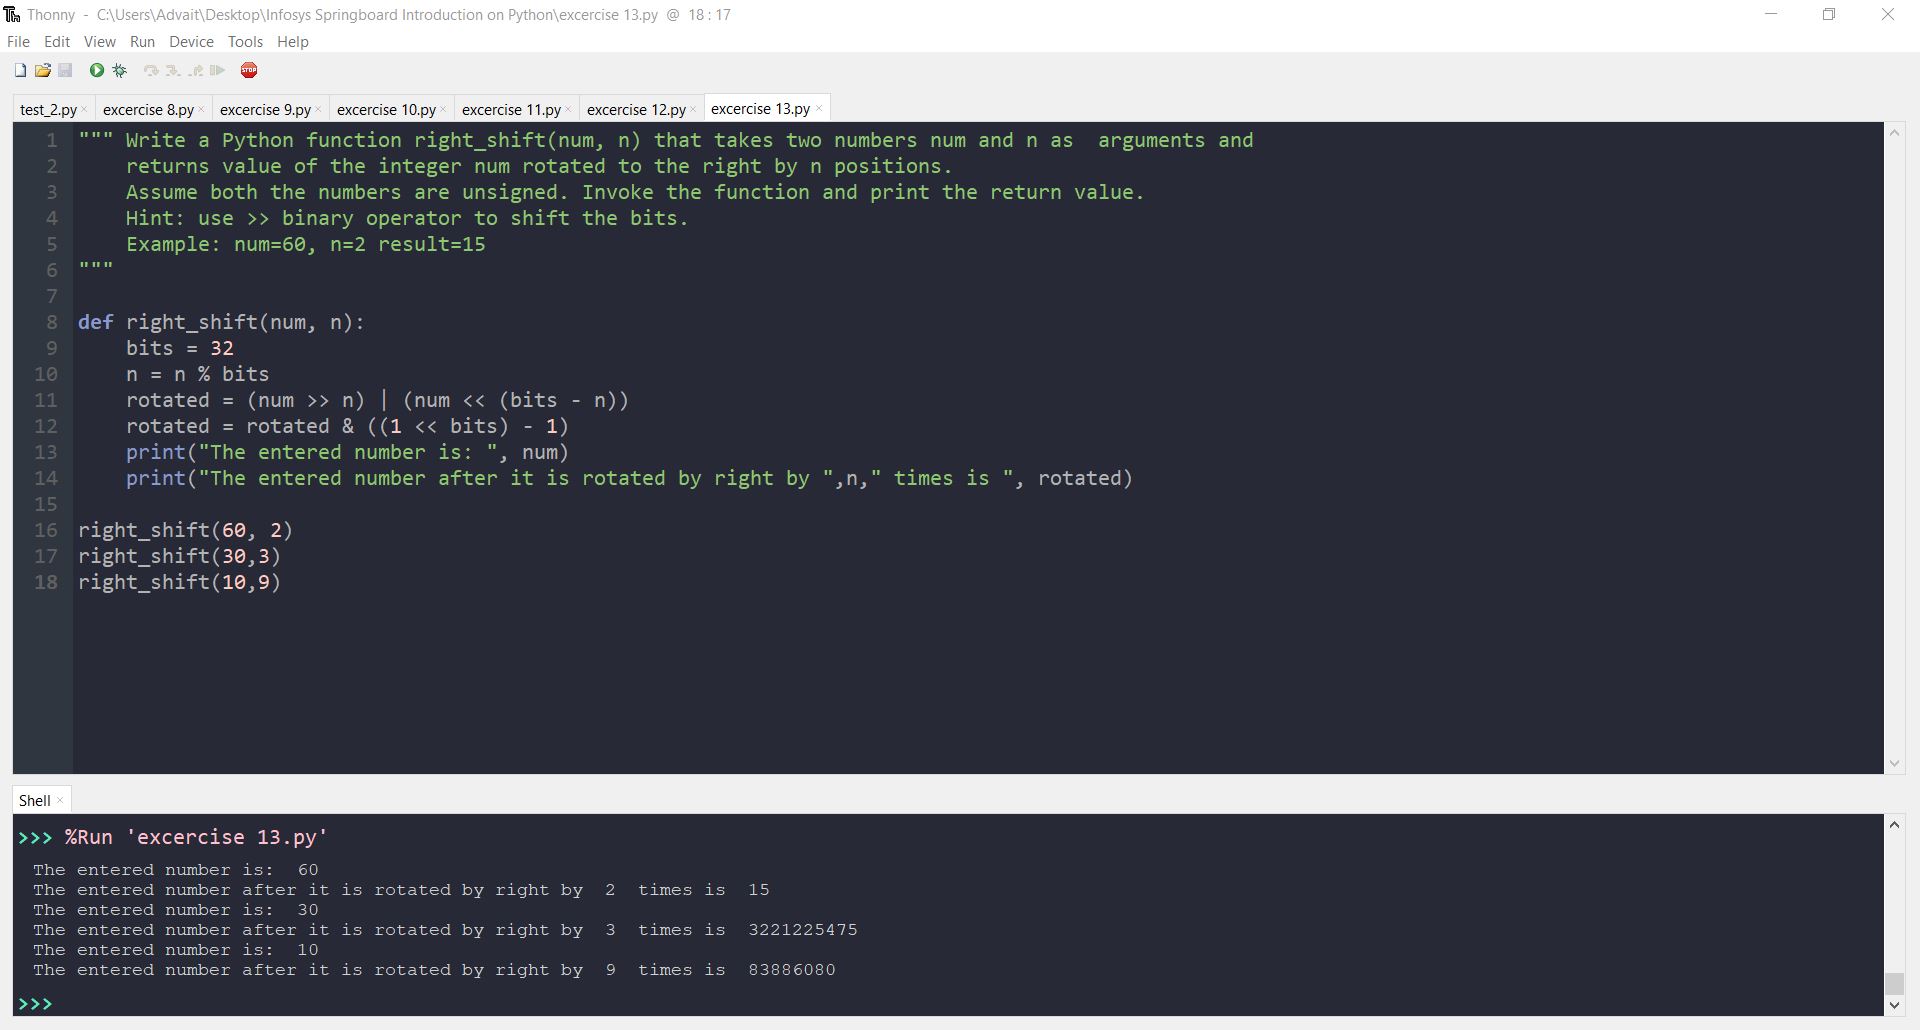 Thonny - C:\Users\Advait\Desktop\Infosys Springboard Introduction on Python\excercise 13.py @ 18 : 17
File Edit View Run Device Tools Help
STOP
test_2.py × excercise 8.py × excercise 9.py × excercise 10.py × excercise 11.py × excercise 12.py × excercise 13.py ×
1 """ Write a Python function right_shift(num, n) that takes two numbers num and n as  arguments and
2     returns value of the integer num rotated to the right by n positions.
3     Assume both the numbers are unsigned. Invoke the function and print the return value.
4     Hint: use >> binary operator to shift the bits.
5     Example: num=60, n=2 result=15
6 """
7
8 def right_shift(num, n):
9     bits = 32
10     n = n % bits
11     rotated = (num >> n) | (num << (bits - n))
12     rotated = rotated & ((1 << bits) - 1)
13     print("The entered number is: ", num)
14     print("The entered number after it is rotated by right by ",n," times is ", rotated)
15
16 right_shift(60, 2)
17 right_shift(30,3)
18 right_shift(10,9)
Shell ×
>>> %Run 'excercise 13.py'
The entered number is:  60
The entered number after it is rotated by right by  2  times is  15
The entered number is:  30
The entered number after it is rotated by right by  3  times is  3221225475
The entered number is:  10
The entered number after it is rotated by right by  9  times is  83886080
>>>